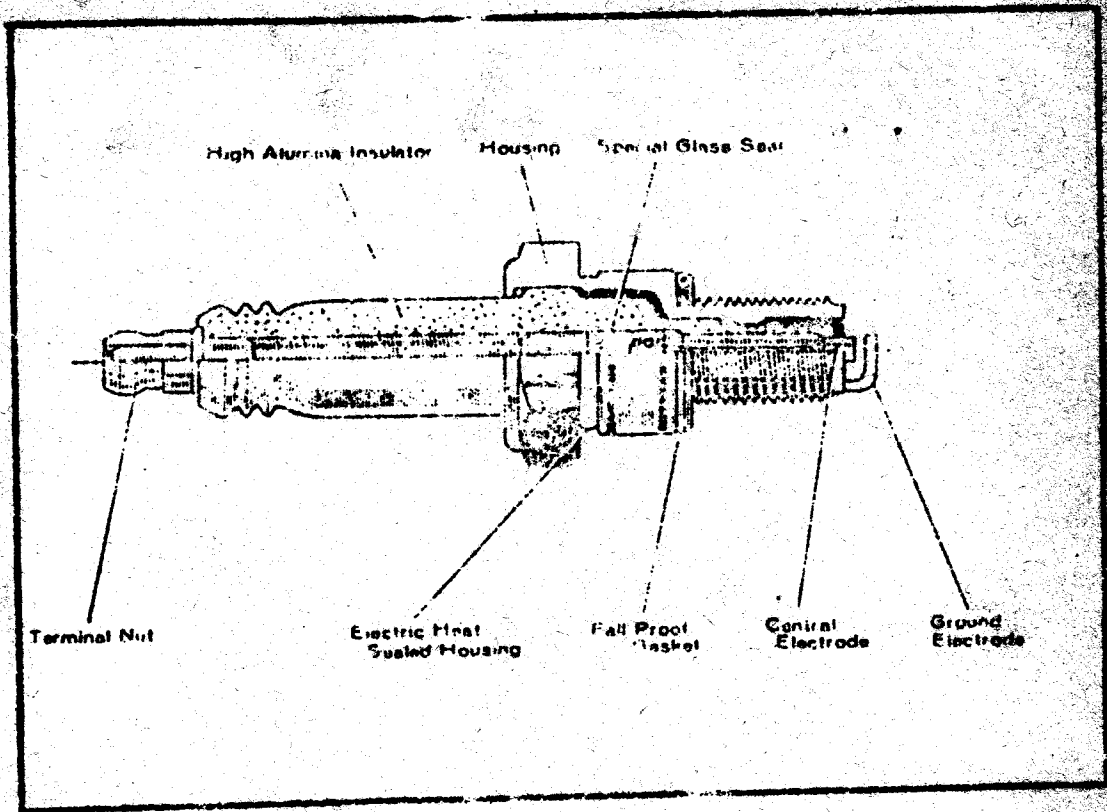 High Alumina Insulator
Housing
Special Glass Seal
Terminal Nut
Electric Heat
Sealed Housing
Fall Proof
Gasket
Central
Electrode
Ground
Electrode